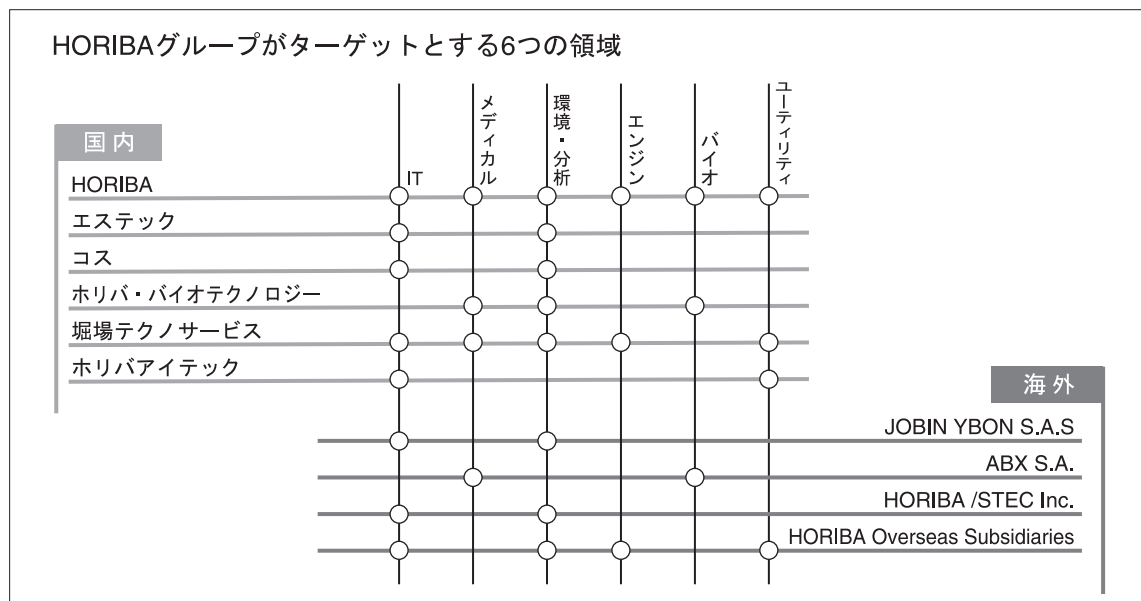 HORIBAグループがターゲットとする6つの領域
国内
IT
メディカル
環境・分析
エンジン
バイオ
ユーティリティ
HORIBA
エステック
コス
ホリバ・バイオテクノロジー
堀場テクノサービス
ホリバアイテック
海外
JOBIN YBON S.A.S
ABX S.A.
HORIBA /STEC Inc.
HORIBA Overseas Subsidiaries